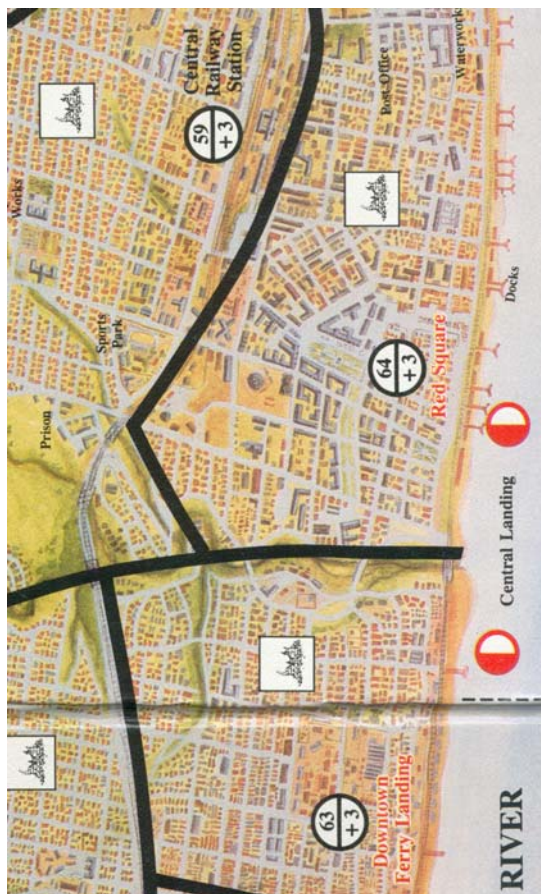 Works
Central
Railway
Station
59
+ 3
Post Office
Waterworks
Sports
Park
Prison
Docks
64
+ 3
Red Square
Central Landing
63
+ 3
Downtown
Ferry Landing
RIVER